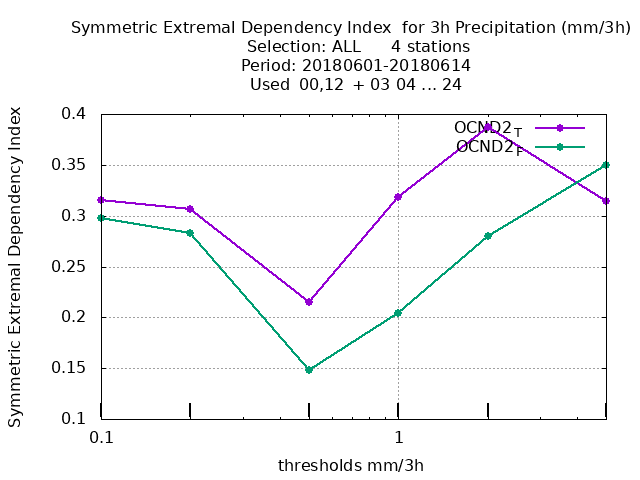 Symmetric Extremal Dependency Index  for 3h Precipitation (mm/3h)
Selection: ALL      4 stations
Period: 20180601-20180614
Used  00,12  + 03 04 ... 24
Symmetric Extremal Dependency Index
0.4
0.35
0.3
0.25
0.2
0.15
0.1
OCND2T
OCND2F
0.1
1
thresholds mm/3h